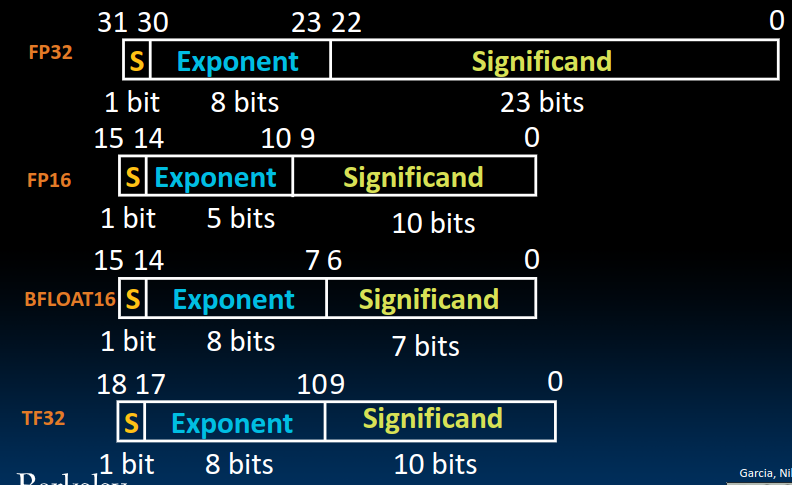 31 30 23 22 0
FP32 S Exponent Significand
1 bit 8 bits 23 bits
15 14 10 9 0
FP16 S Exponent Significand
1 bit 5 bits 10 bits
15 14 7 6 0
BFLOAT16 S Exponent Significand
1 bit 8 bits 7 bits
18 17 109 0
TF32 S Exponent Significand
1 bit 8 bits 10 bits
Berkeley
Garcia, Nil